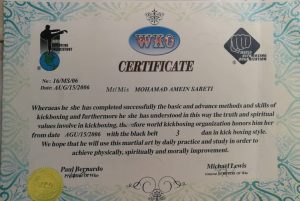 WKO
CERTIFICATE
No: 16/MS/06
Date: AUG/15/2006
Mr/Miss MOHAMAD AMEIN SABETI
Whereas he she has completed successfully the basic and advance methods and skills of
kickboxing and furthermore he she has understood in this way the truth and spiritual
values involve in kickboxing, therefore world kickboxing organization honors him her
from date AGU/15/2006 with the black belt 3 dan in kick boxing style.
We hope that he will use this martial art by daily practice and study in order to
achieve physically, spiritually and morally improvement.
Paul Bernardo
Michael Lewis